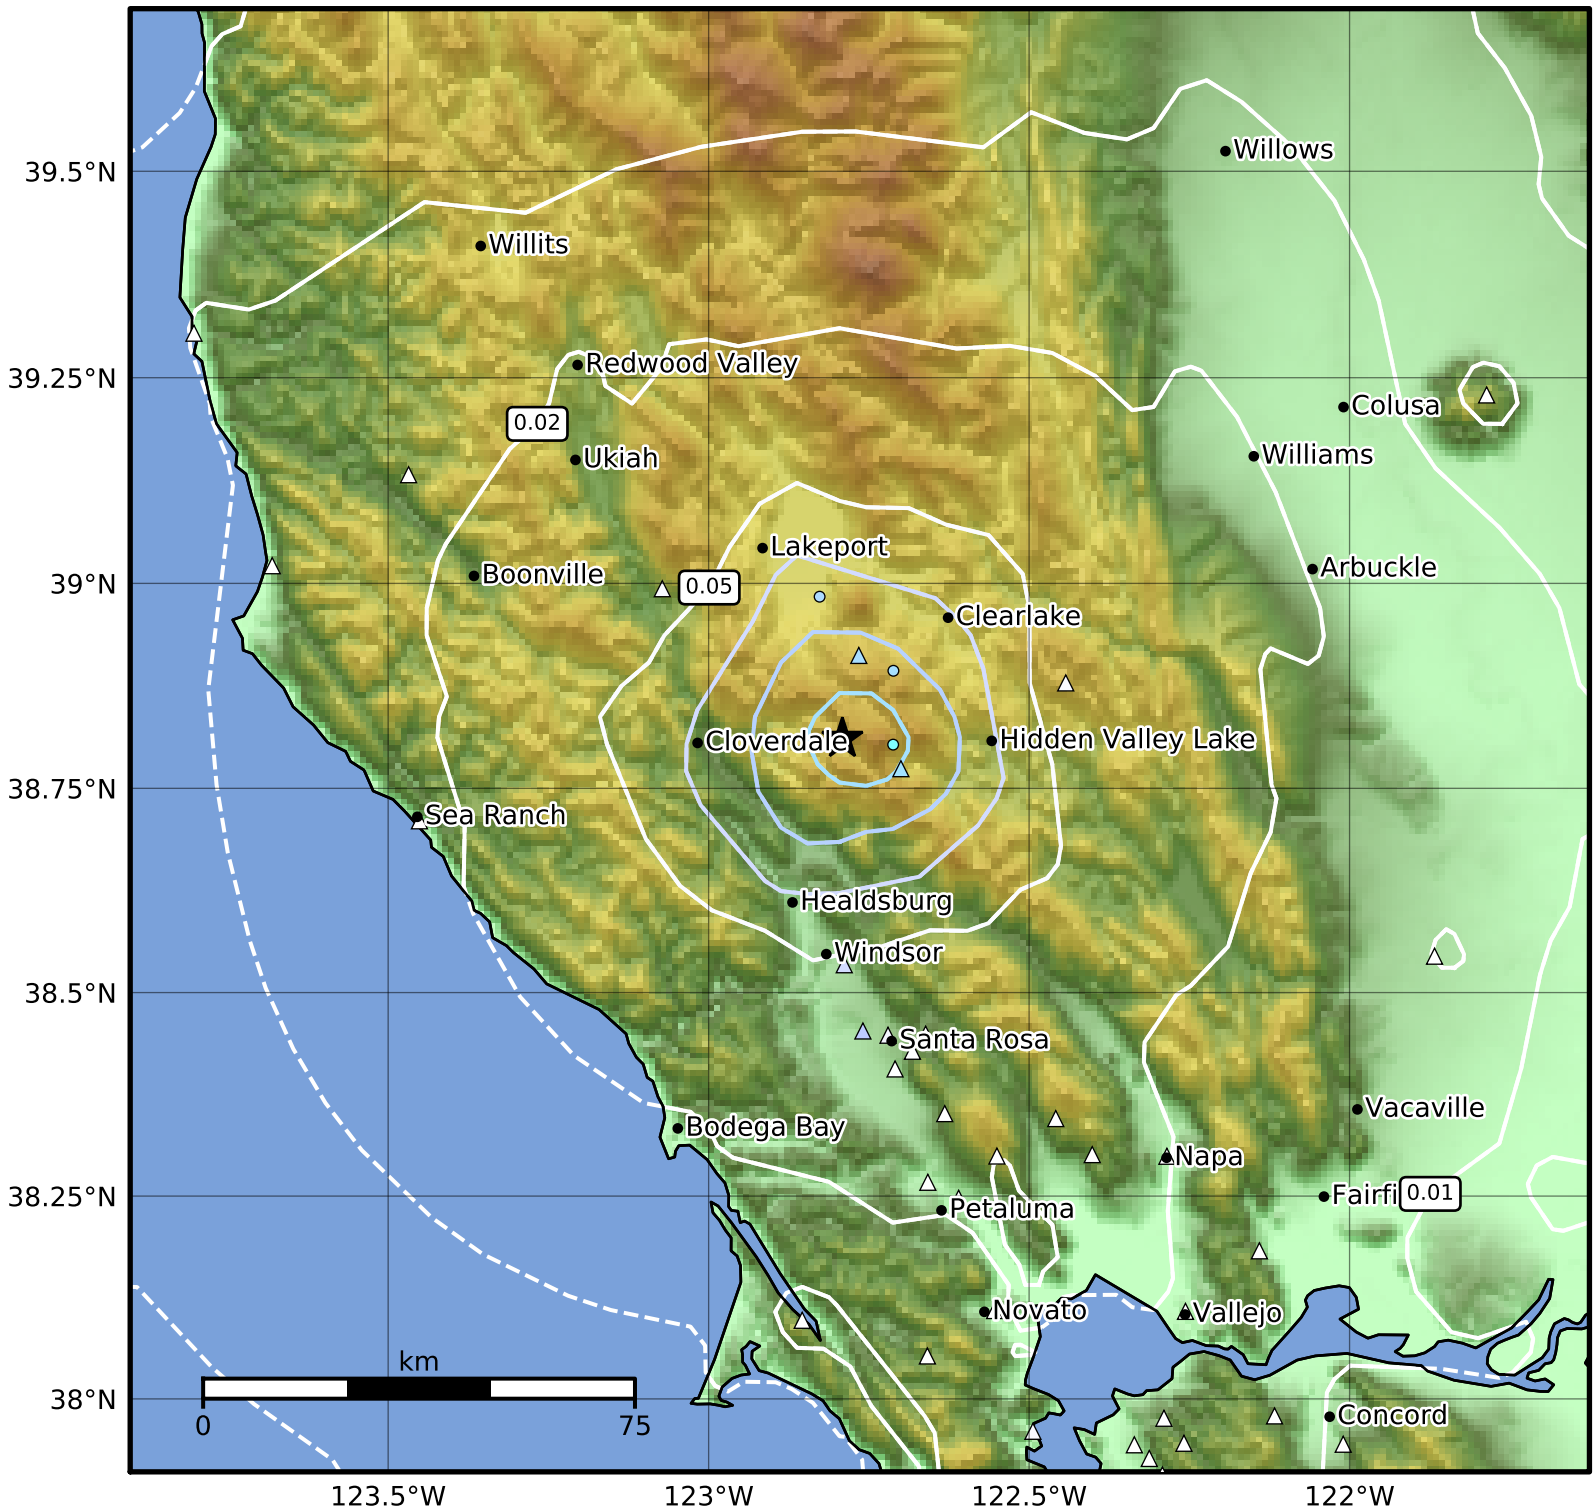 Willows
39.5°N
Willits
Redwood Valley
39.25°N
Colusa
0.02
Williams
Ukiah
Lakeport
Arbuckle
Boonville
39°N
0.05
Clearlake
Cloverdale
Hidden Valley Lake
38.75°N
Sea Ranch
Healdsburg
Windsor
38.5°N
Santa Rosa
Vacaville
Bodega Bay
Napa
38.25°N
Fairfi
0.01
Petaluma
Novato
Vallejo
km
38°N
0
75
Concord
123.5°W
123°W
122.5°W
122°W